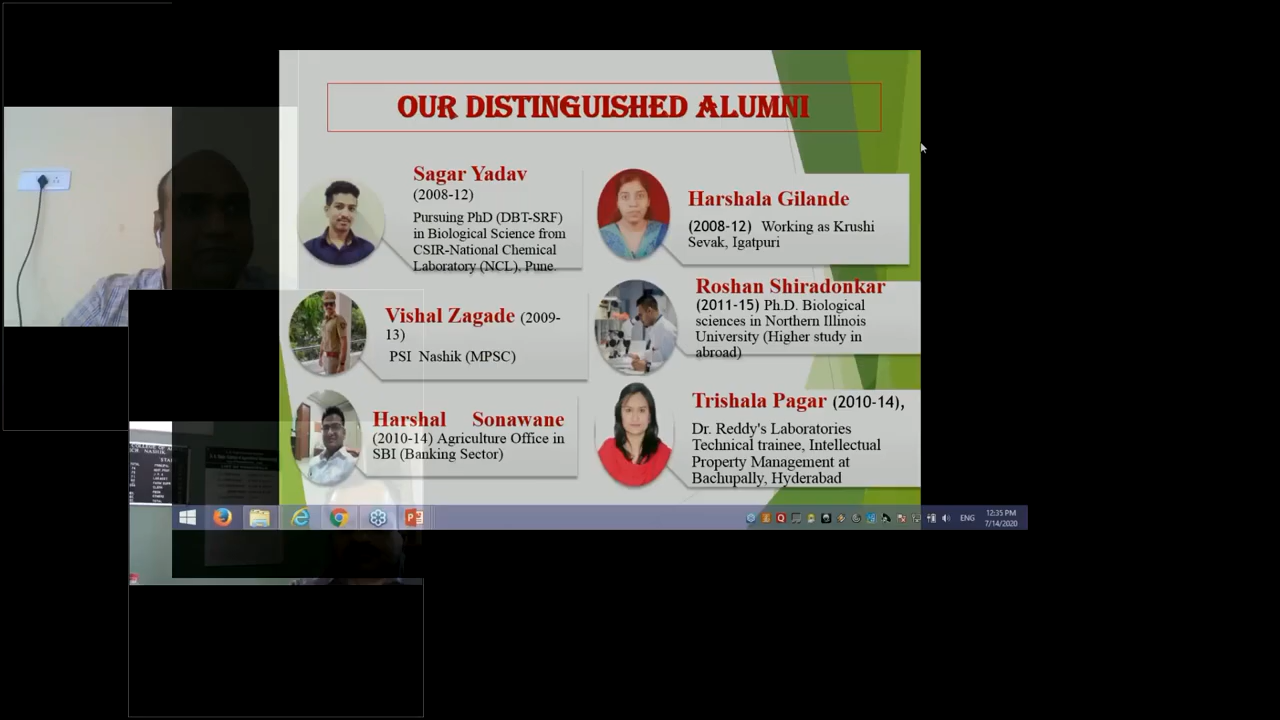 OUR DISTINGUISHED ALUMNI
Sagar Yadav
(2008-12)
Pursuing PhD (DBT-SRF)
in Biological Science from
CSIR-National Chemical
Laboratory (NCL), Pune.
Harshala Gilande
(2008-12) Working as Krushi
Sevak, Igatpuri
Vishal Zagade (2009-
13)
PSI Nashik (MPSC)
Roshan Shiradonkar
(2011-15) Ph.D. Biological
sciences in Northern Illinois
University (Higher study in
abroad)
Harshal Sonawane
(2010-14) Agriculture Office in
SBI (Banking Sector)
Trishala Pagar (2010-14),
Dr. Reddy's Laboratories
Technical trainee, Intellectual
Property Management at
Bachupally, Hyderabad
ENG
12:35 PM
7/14/2020